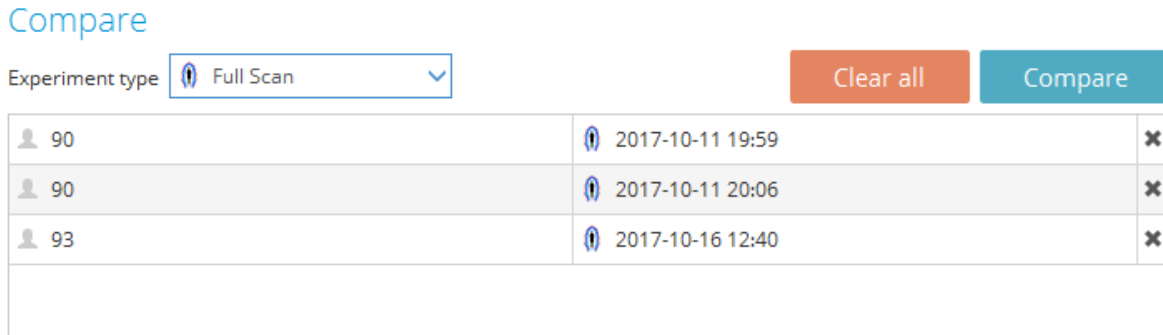 Compare
Experiment type Full Scan Clear all Compare
90 2017-10-11 19:59
90 2017-10-11 20:06
93 2017-10-16 12:40